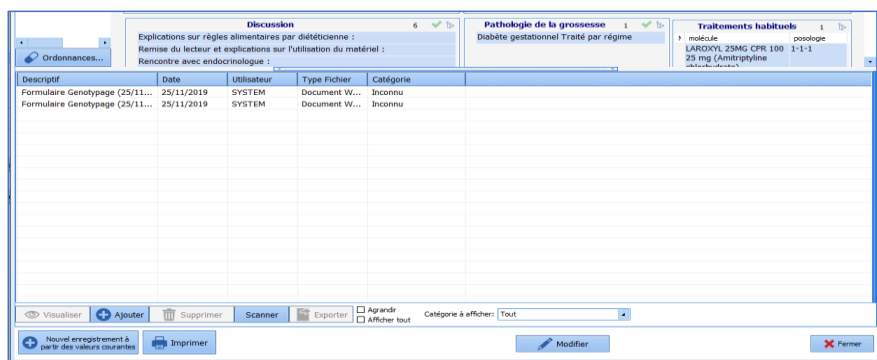 Discussion 6
Explications sur règles alimentaires par diététicienne :
Remise du lecteur et explications sur l'utilisation du matériel :
Rencontre avec endocrinologue :
Pathologie de la grossesse 1
Diabète gestationnel Traité par régime
Traitements habituels 1
molécule posologie
LAROXYL 25MG CPR 100 1-1-1
25 mg (Amitriptyline
chlorhydrate)
Ordonnances...
Descriptif Date Utilisateur Type Fichier Catégorie
Formulaire Genotypage (25/11... 25/11/2019 SYSTEM Document W... Inconnu
Formulaire Genotypage (25/11... 25/11/2019 SYSTEM Document W... Inconnu
Visualiser Ajouter Supprimer Scanner Exporter
Agrandir
Afficher tout
Catégorie à afficher: Tout
Nouvel enregistrement à
partir des valeurs courantes
Imprimer Modifier Fermer